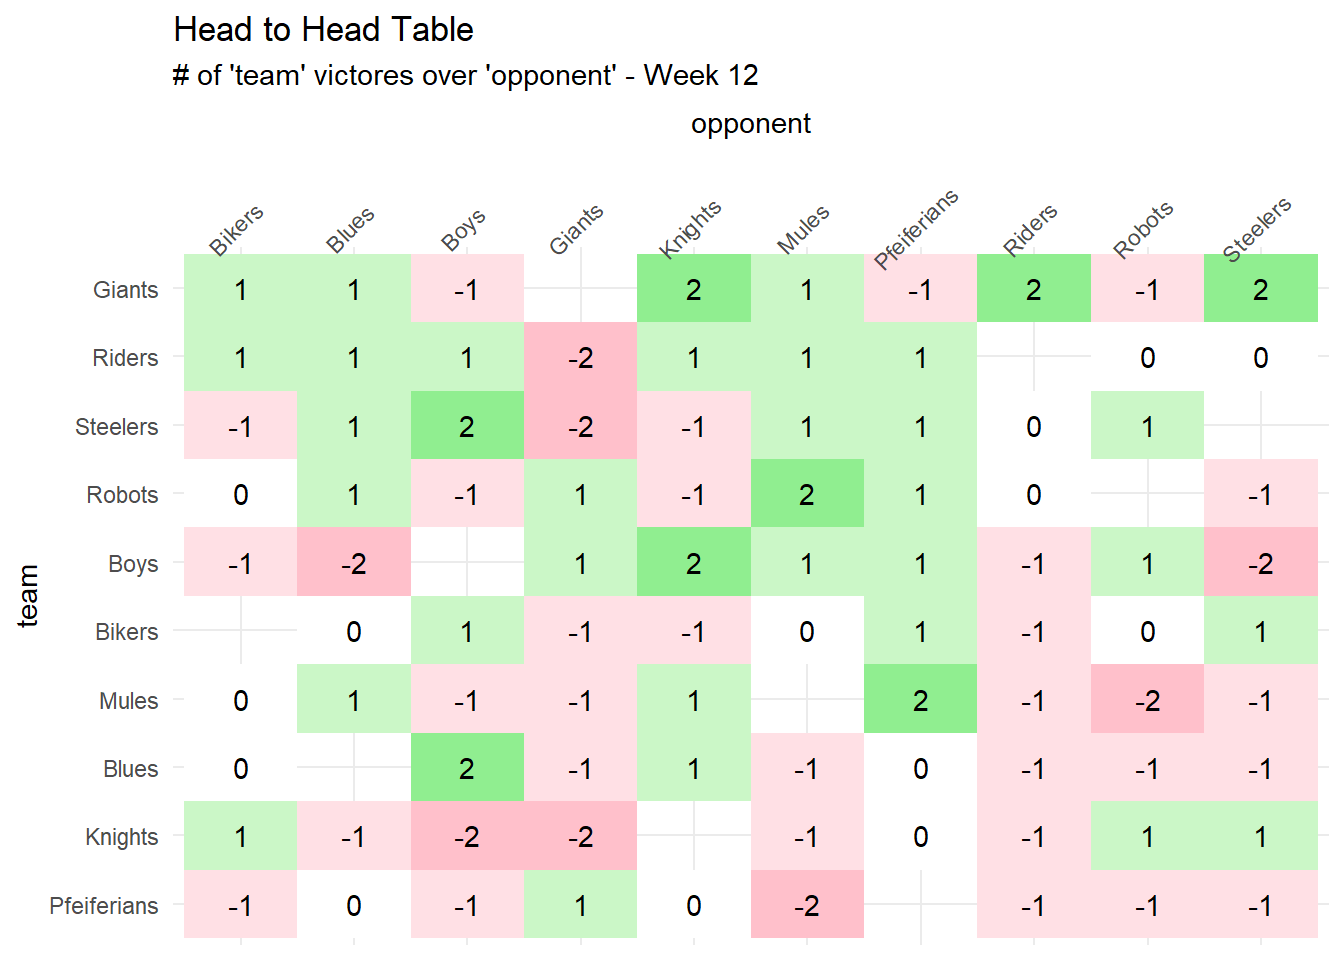 Head to Head Table
# of 'team' victores over 'opponent' - Week 12
opponent
Bikers Blues Boys Giants Knights Mules Pfeiferians Riders Robots Steelers
team
Giants 1 1 -1 2 1 -1 2 -1 2
Riders 1 1 1 -2 1 1 1 0 0
Steelers -1 1 2 -2 -1 1 1 0 1
Robots 0 1 -1 1 -1 2 1 0 -1
Boys -1 -2 1 2 1 1 -1 1 -2
Bikers 0 1 -1 -1 0 1 -1 0 1
Mules 0 1 -1 -1 1 2 -1 -2 -1
Blues 0 2 -1 1 -1 0 -1 -1 -1
Knights 1 -1 -2 -2 -1 0 -1 1 1
Pfeiferians -1 0 -1 1 0 -2 -1 -1 -1